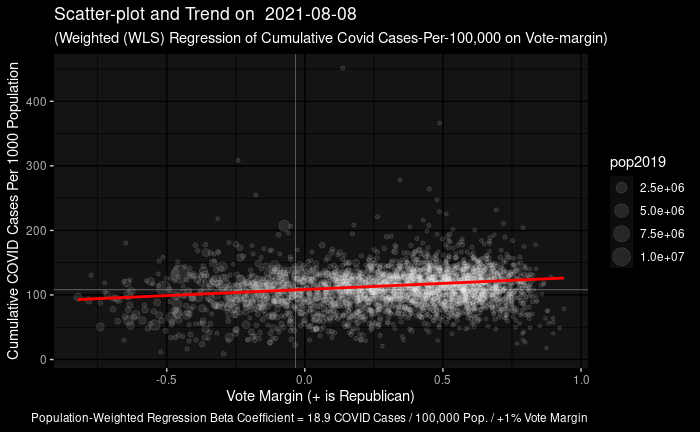 Scatter-plot and Trend on 2021-08-08
(Weighted (WLS) Regression of Cumulative Covid Cases-Per-100,000 on Vote-margin)
Cumulative COVID Cases Per 1000 Population
400
300
200
100
0
-0.5
0.0
0.5
1.0
Vote Margin (+ is Republican)
pop2019
2.5e+06
5.0e+06
7.5e+06
1.0e+07
Population-Weighted Regression Beta Coefficient = 18.9 COVID Cases / 100,000 Pop. / +1% Vote Margin